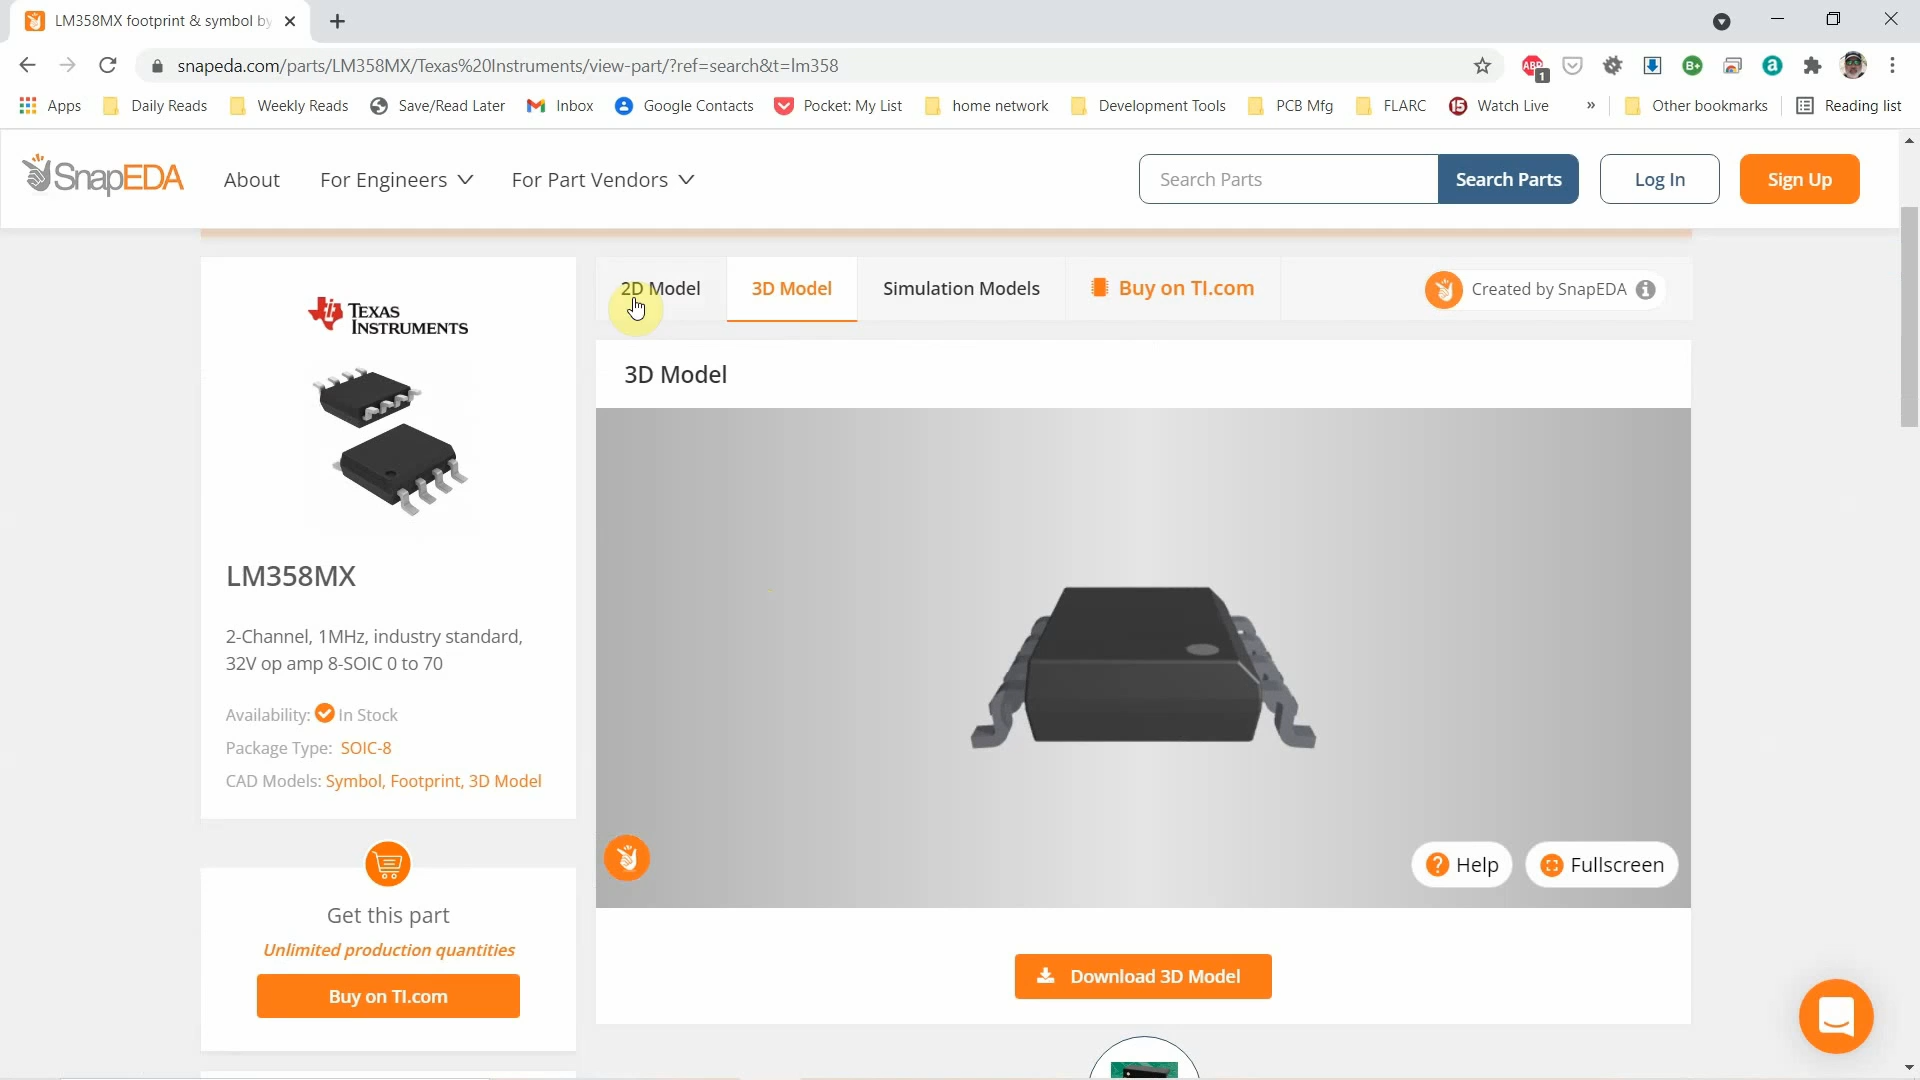 LM358MX footprint & symbol by
snapeda.com/parts/LM358MX/Texas%20Instruments/view-part/?ref=search&t=lm358
ABP
1
B+
a
Apps
Daily Reads
Weekly Reads
Save/Read Later
Inbox
Google Contacts
Pocket: My List
home network
Development Tools
PCB Mfg
FLARC
15
Watch Live
»
Other bookmarks
Reading list
SnapEDA
About
For Engineers
For Part Vendors
Search Parts
Search Parts
Log In
Sign Up
2D Model
3D Model
Simulation Models
Buy on TI.com
Created by SnapEDA
TEXAS
INSTRUMENTS
LM358MX
2-Channel, 1MHz, industry standard,
32V op amp 8-SOIC 0 to 70
Availability: In Stock
Package Type: SOIC-8
CAD Models: Symbol, Footprint, 3D Model
Get this part
Unlimited production quantities
Buy on TI.com
3D Model
? Help
Fullscreen
Download 3D Model